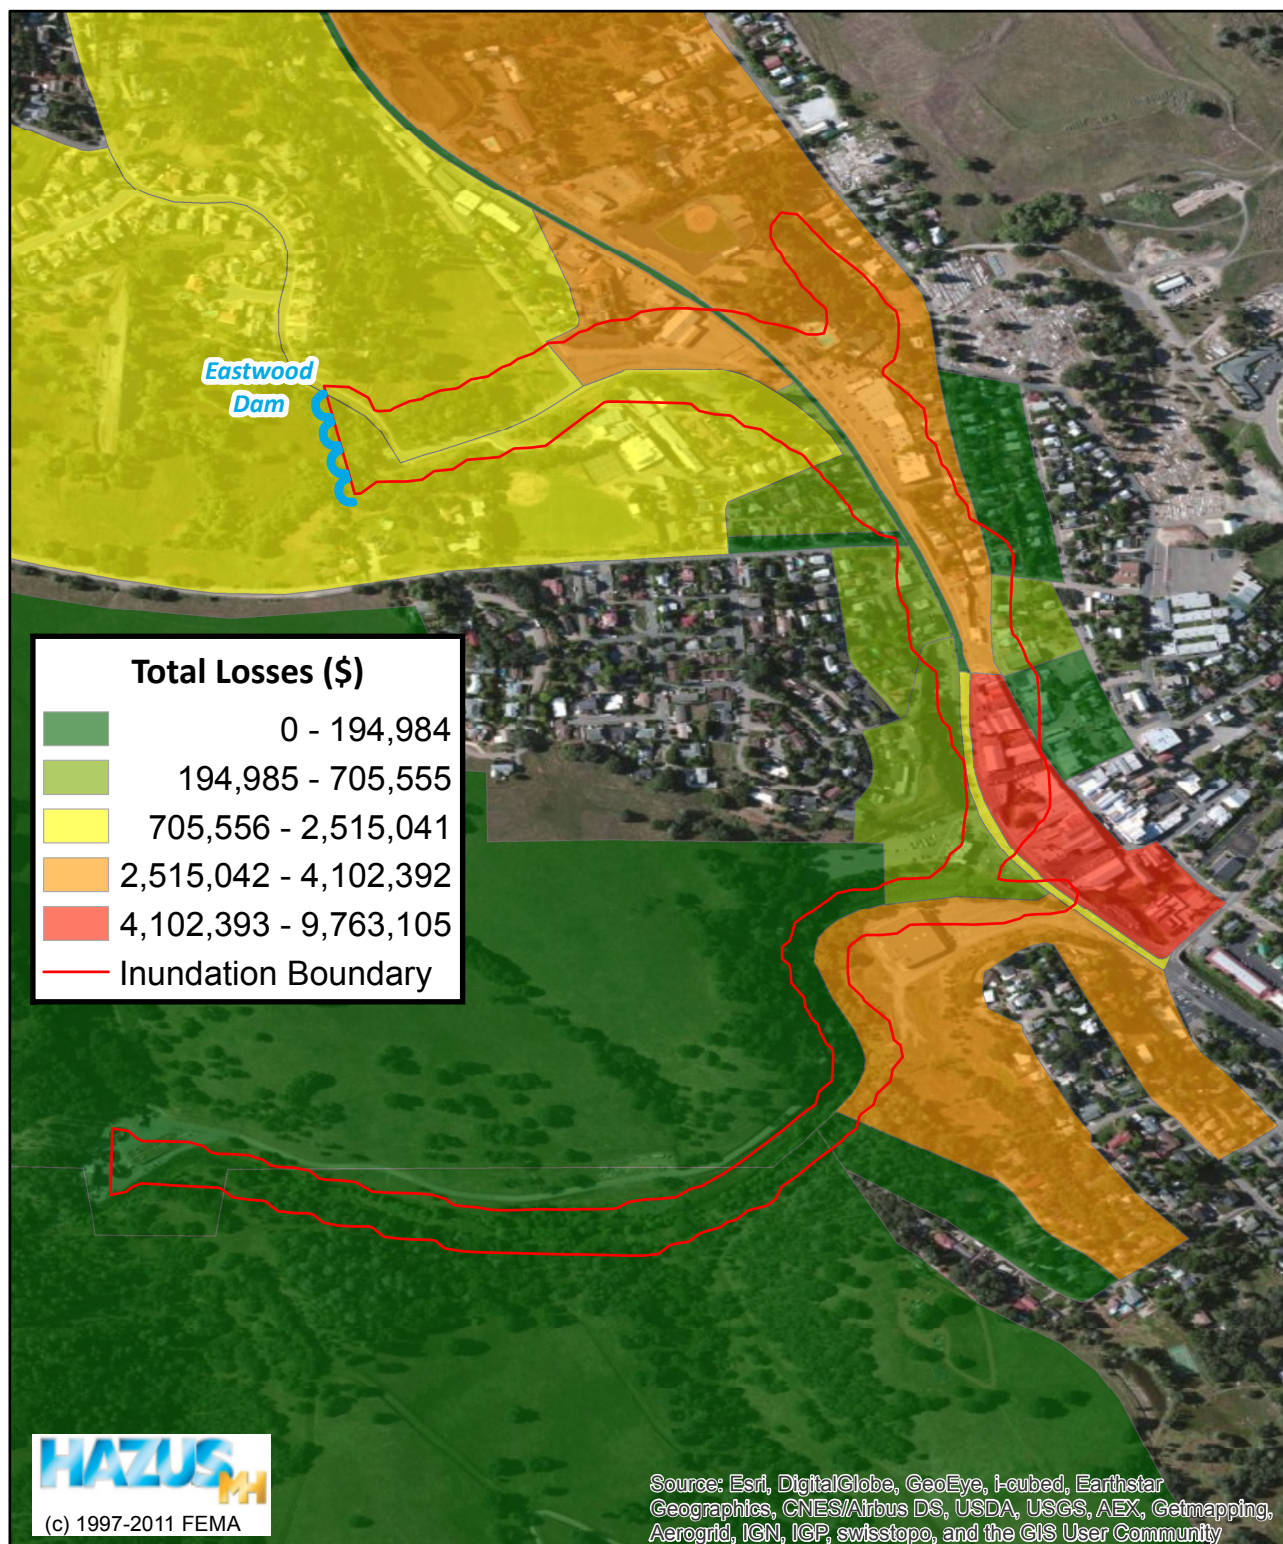 Eastwood
Dam
Total Losses ($)
0 - 194,984
194,985 - 705,555
705,556 - 2,515,041
2,515,042 - 4,102,392
4,102,393 - 9,763,105
Inundation Boundary
HAZUS
MH
(c) 1997-2011 FEMA
Source: Esri, DigitalGlobe, GeoEye, i-cubed, Earthstar
Geographics, CNES/Airbus DS, USDA, USGS, AEX, Getmapping,
Aerogrid, IGN, IGP, swisstopo, and the GIS User Community